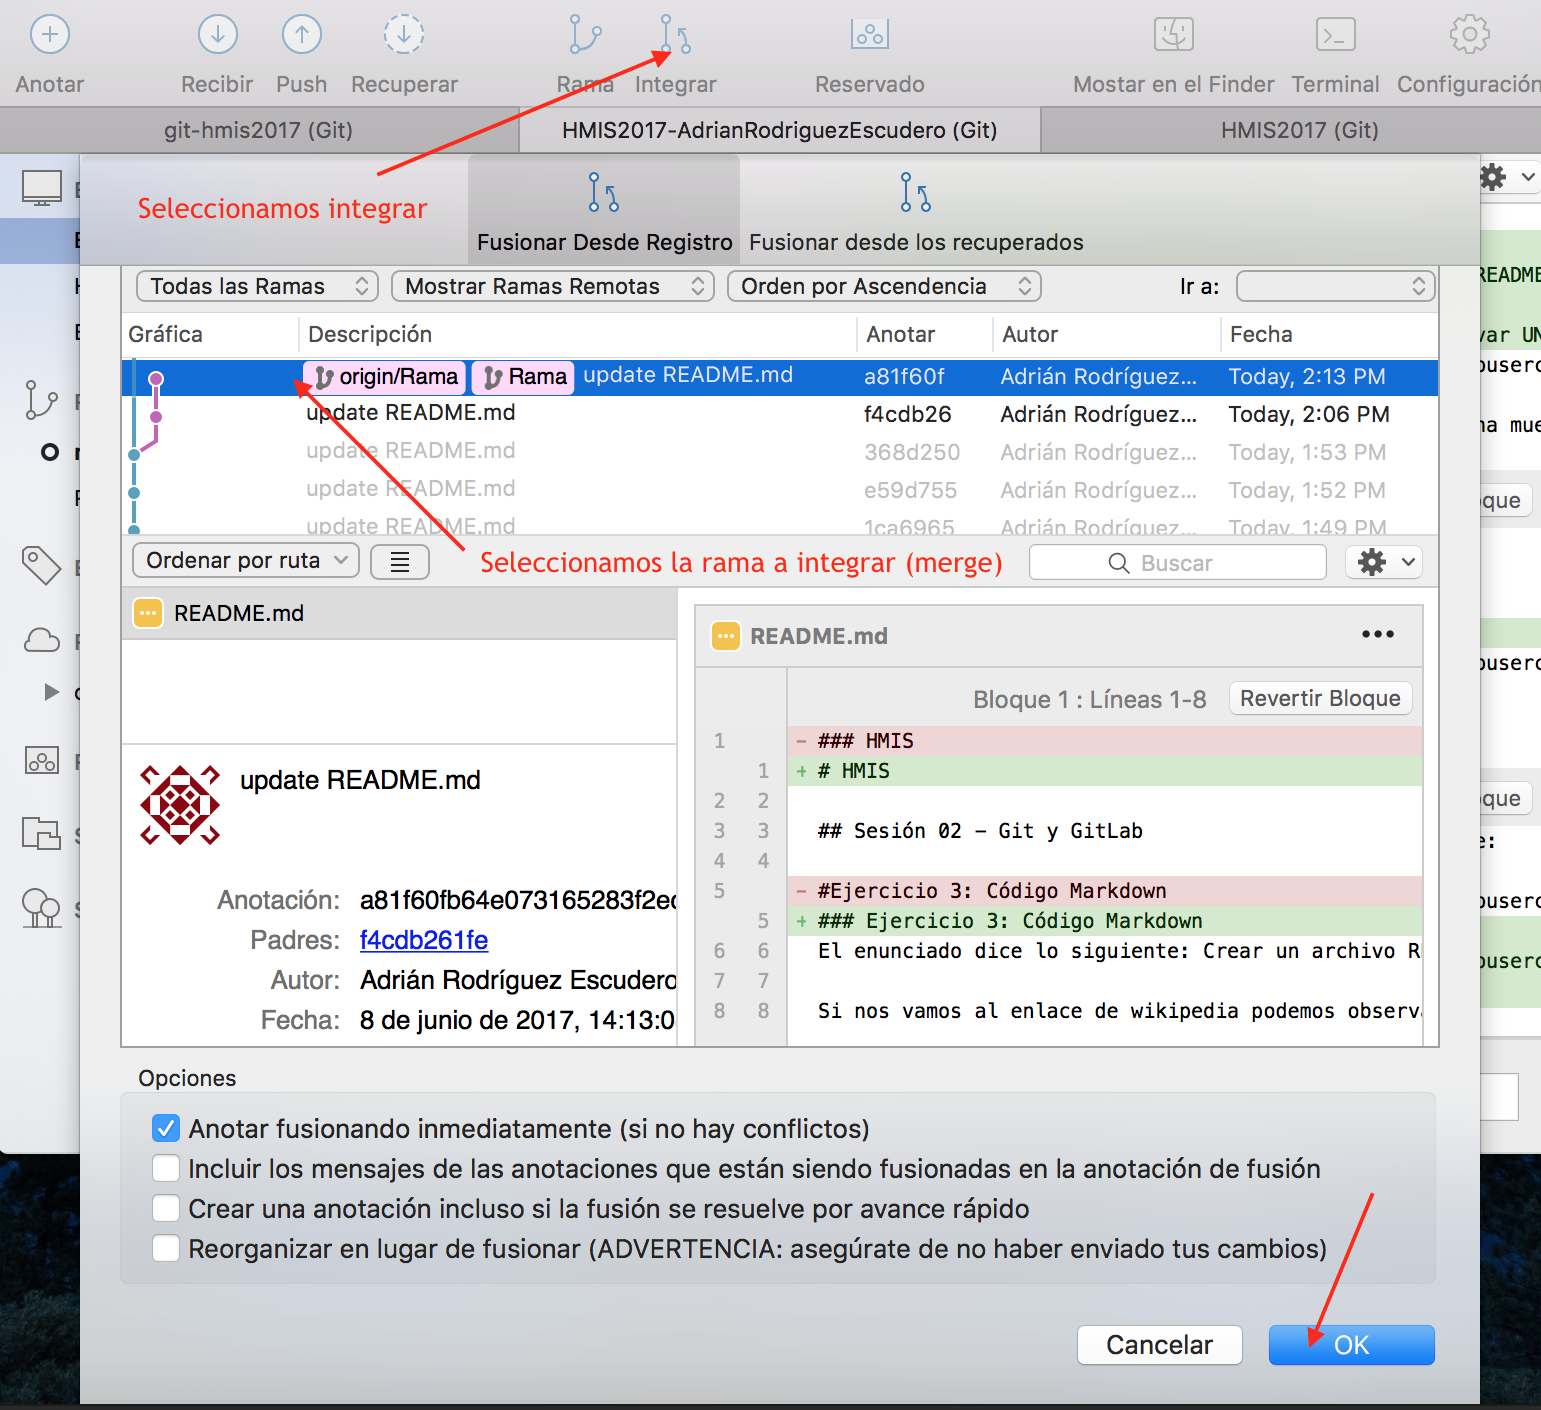 Anotar
Recibir
Push
Recuperar
Rama
Integrar
Reservado
Mostar en el Finder
Terminal
Configuración
git-hmis2017 (Git)
HMIS2017-AdrianRodriguezEscudero (Git)
HMIS2017 (Git)
Seleccionamos integrar
Fusionar Desde Registro
Fusionar desde los recuperados
Todas las Ramas
Mostrar Ramas Remotas
Orden por Ascendencia
Ir a:
Gráfica Descripción Anotar Autor Fecha
origin/Rama Rama update README.md a81f60f Adrián Rodríguez... Today, 2:13 PM
update README.md f4cdb26 Adrián Rodríguez... Today, 2:06 PM
update README.md 368d250 Adrián Rodríguez... Today, 1:53 PM
update README.md e59d755 Adrián Rodríguez... Today, 1:52 PM
update README.md 1ca6965 Adrián Rodríguez... Today, 1:49 PM
Ordenar por ruta
Seleccionamos la rama a integrar (merge)
Buscar
README.md
update README.md
Anotación: a81f60fb64e073165283f2e
Padres: f4cdb261fe
Autor: Adrián Rodríguez Escudero
Fecha: 8 de junio de 2017, 14:13:0
README.md •••
Bloque 1 : Líneas 1-8
Revertir Bloque
1 - ### HMIS
1 + # HMIS
2 2
3 3 ## Sesión 02 - Git y GitLab
4 4
5 - #Ejercicio 3: Código Markdown
5 + ### Ejercicio 3: Código Markdown
6 6 El enunciado dice lo siguiente: Crear un archivo R
7 7
8 8 Si nos vamos al enlace de wikipedia podemos observ
Opciones
Anotar fusionando inmediatamente (si no hay conflictos)
Incluir los mensajes de las anotaciones que están siendo fusionadas en la anotación de fusión
Crear una anotación incluso si la fusión se resuelve por avance rápido
Reorganizar en lugar de fusionar (ADVERTENCIA: asegúrate de no haber enviado tus cambios)
Cancelar
OK